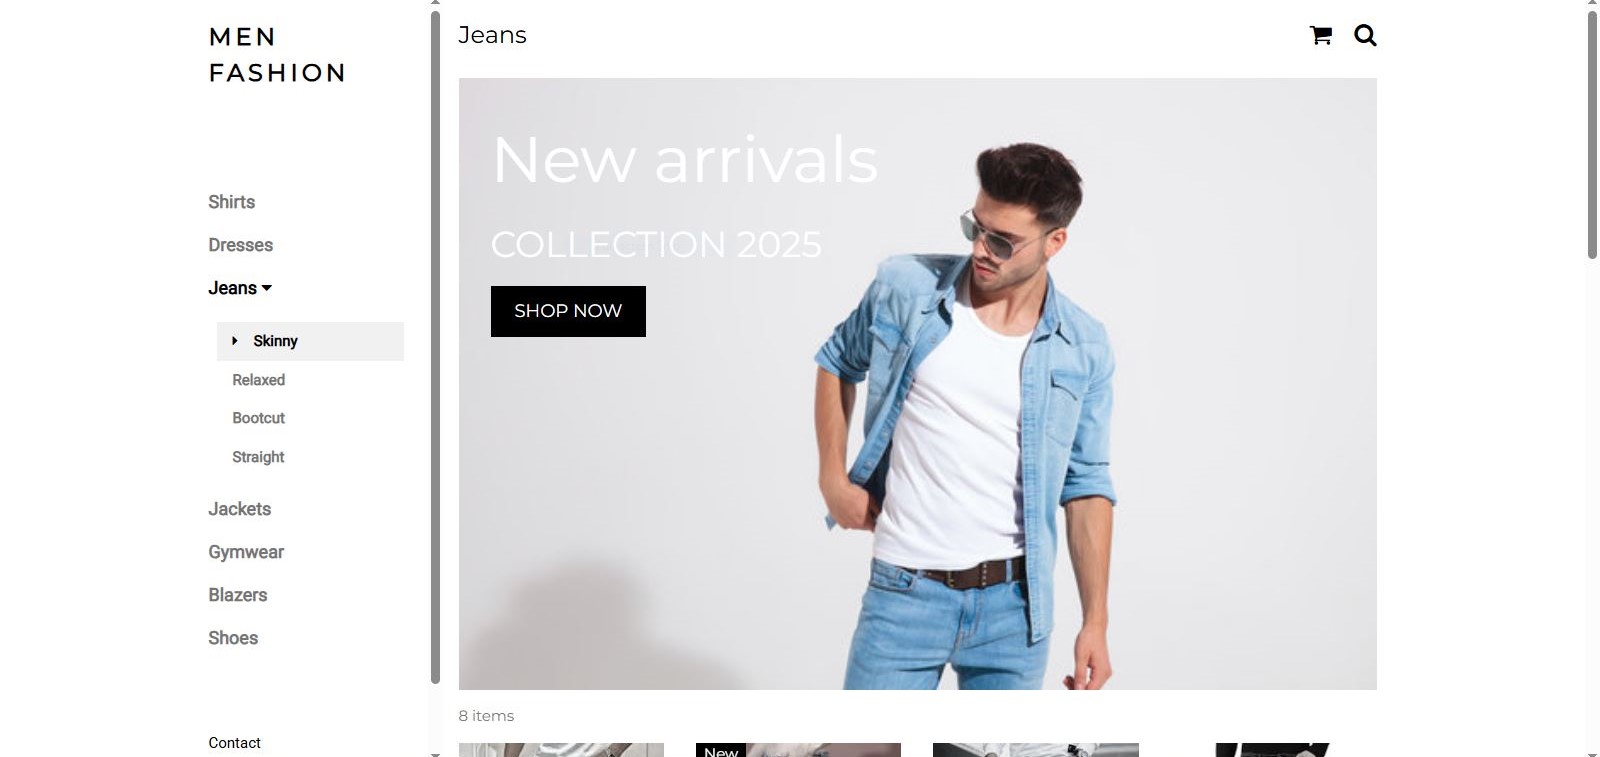 MEN
FASHION
Shirts
Dresses
Jeans
Skinny
Relaxed
Bootcut
Straight
Jackets
Gymwear
Blazers
Shoes
Contact
Jeans
New arrivals
COLLECTION 2025
SHOP NOW
8 items
New